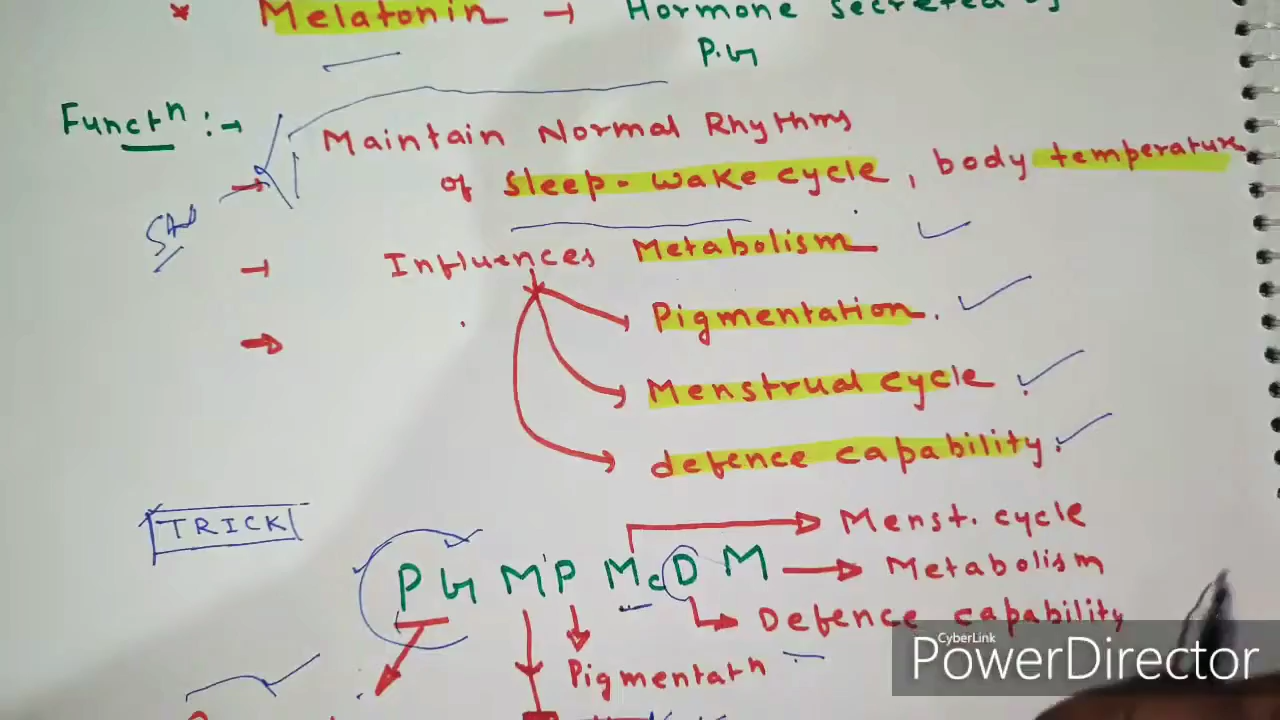 * Melatonin → Hormone secreted by
P.G
Functn :→ Maintain Normal Rhythms
of sleep-wake cycle, body temperature
→ Influences Metabolism
Pigmentation.
→
Menstrual cycle
defence capability.
TRICK
Menst. cycle
PG MP McDM → Metabolism
Defence capability
Pigmentatn
CyberLink
PowerDirector